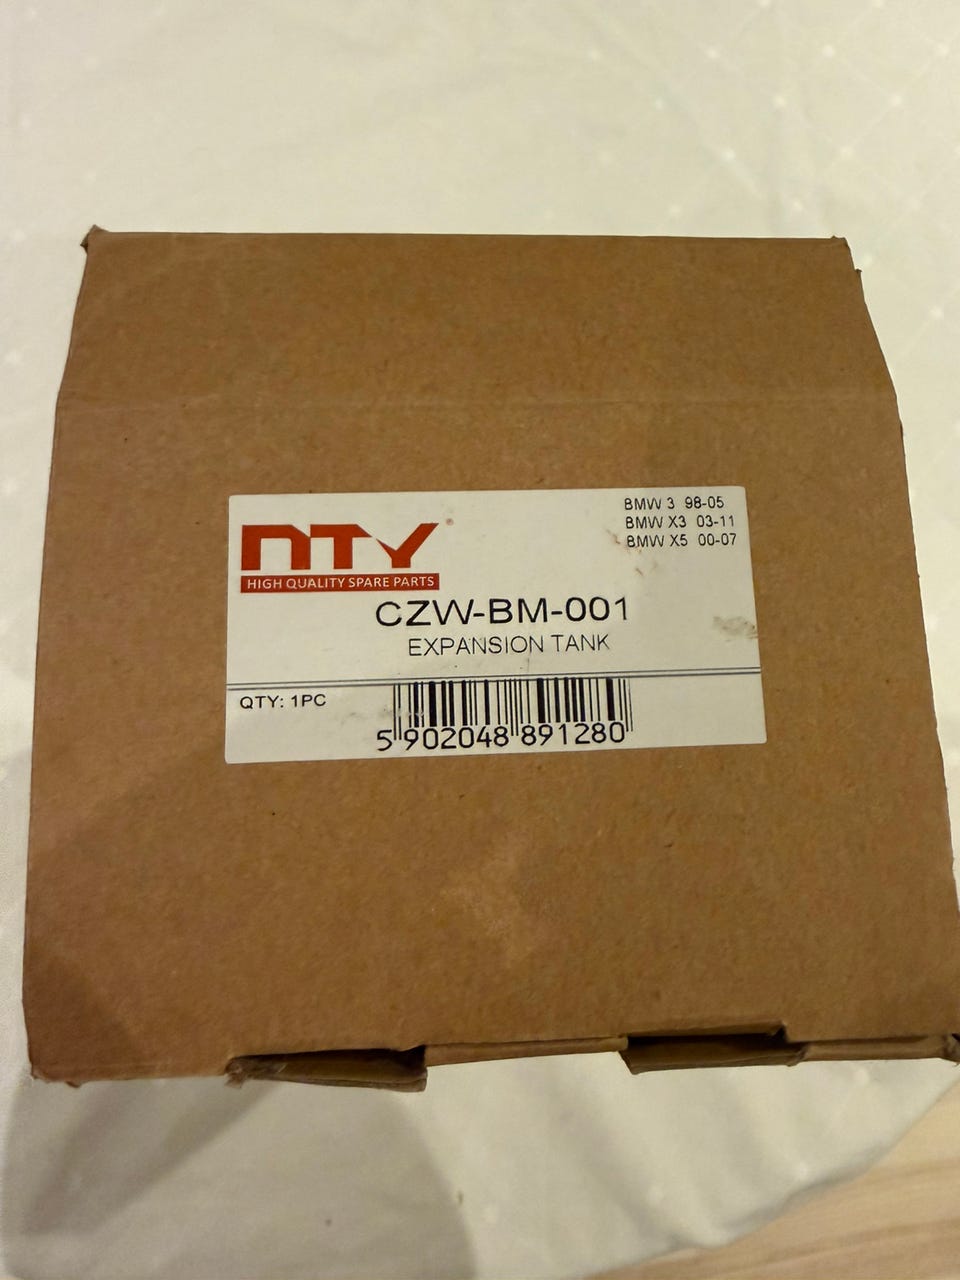 BMW 3 98-05
BMW X3 03-11
BMW X5 00-07
NTY
HIGH QUALITY SPARE PARTS
CZW-BM-001
EXPANSION TANK
QTY: 1PC
5 902048 891280